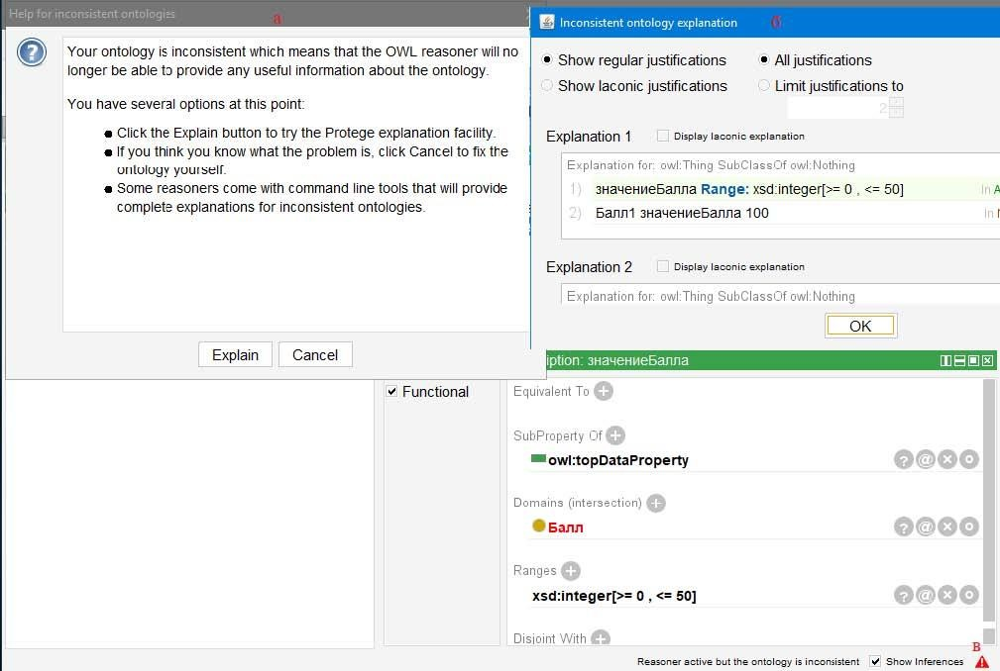 Help for inconsistent ontologies
а
Your ontology is inconsistent which means that the OWL reasoner will no
longer be able to provide any useful information about the ontology.
You have several options at this point:
Click the Explain button to try the Protege explanation facility.
If you think you know what the problem is, click Cancel to fix the
ontology yourself.
Some reasoners come with command line tools that will provide
complete explanations for inconsistent ontologies.
Explain
Cancel
Inconsistent ontology explanation
б
Show regular justifications
All justifications
Show laconic justifications
Limit justifications to
2
Explanation 1
Display laconic explanation
Explanation for: owl:Thing SubClassOf owl:Nothing
1) значениеБалла Range: xsd:integer[>= 0 , <= 50]
In
2) Балл1 значениеБалла 100
In
Explanation 2
Display laconic explanation
Explanation for: owl:Thing SubClassOf owl:Nothing
OK
iption: значениеБалла
Functional
Equivalent To
SubProperty Of
owl:topDataProperty
Domains (intersection)
Балл
Ranges
xsd:integer[>= 0 , <= 50]
Disjoint With
в
Reasoner active but the ontology is inconsistent
Show Inferences